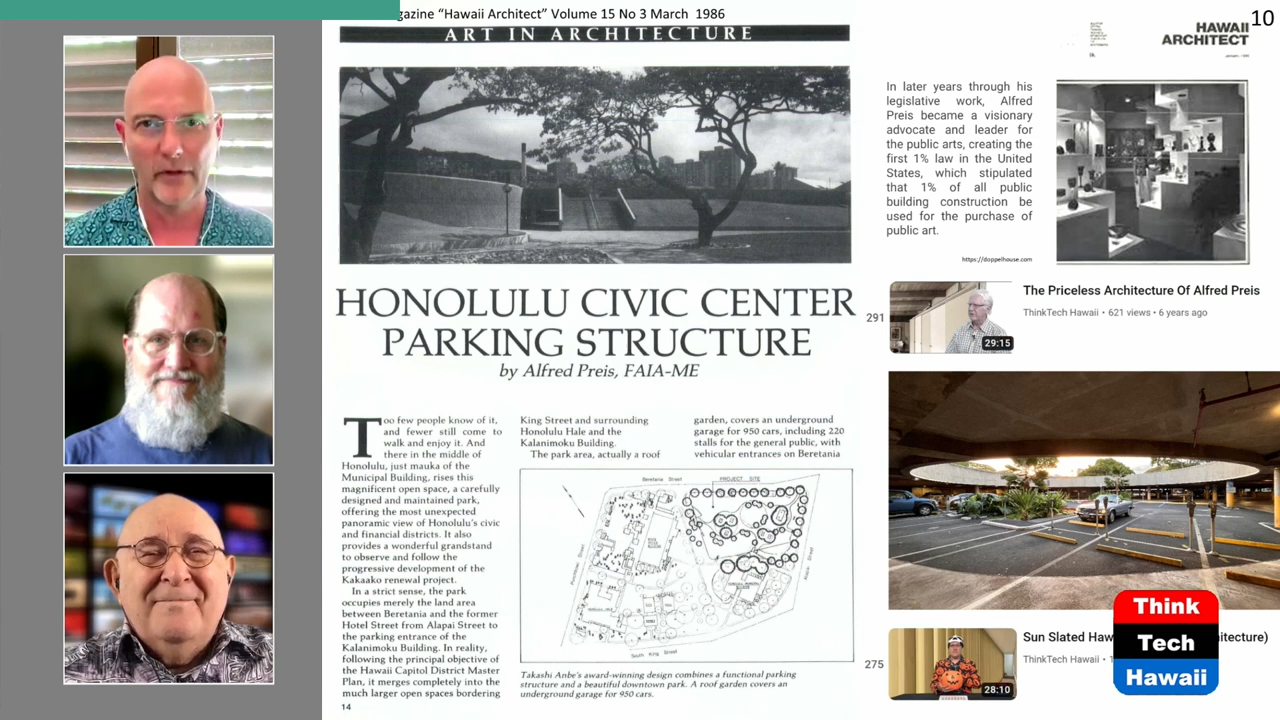 gazine “Hawaii Architect” Volume 15 No 3 March 1986
ART IN ARCHITECTURE
HONOLULU CIVIC CENTER
PARKING STRUCTURE
by Alfred Preis, FAIA-ME
Too few people know of it,
and fewer still come to
walk and enjoy it. And
there in the middle of
Honolulu, just mauka of the
Municipal Building, rises this
magnificent open space, a carefully
designed and maintained park,
offering the most unexpected
panoramic view of Honolulu's civic
and financial districts. It also
provides a wonderful grandstand
to observe and follow the
progressive development of the
Kakaako renewal project.
In a strict sense, the park
occupies merely the land area
between Beretania and the former
Hotel Street from Alapai Street to
the parking entrance of the
Kalanimoku Building. In reality,
following the principal objective of
the Hawaii Capitol District Master
Plan, it merges completely into the
much larger open spaces bordering
14
King Street and surrounding
Honolulu Hale and the
Kalanimoku Building.
The park area, actually a roof
garden, covers an underground
garage for 950 cars, including 220
stalls for the general public, with
vehicular entrances on Beretania
Beretania Street
PROJECT SITE
South King Street
Takashi Anbe's award-winning design combines a functional parking
structure and a beautiful downtown park. A roof garden covers an
underground garage for 950 cars.
10
HAWAII
ARCHITECT
In later years through his
legislative work, Alfred
Preis became a visionary
advocate and leader for
the public arts, creating the
first 1% law in the United
States, which stipulated
that 1% of all public
building construction be
used for the purchase of
public art.
https://doppelhouse.com
291
29:15
The Priceless Architecture Of Alfred Preis
ThinkTech Hawaii • 621 views • 6 years ago
275
28:10
Sun Slated Haw
itecture)
ThinkTech Hawaii • 1
Think
Tech
Hawaii